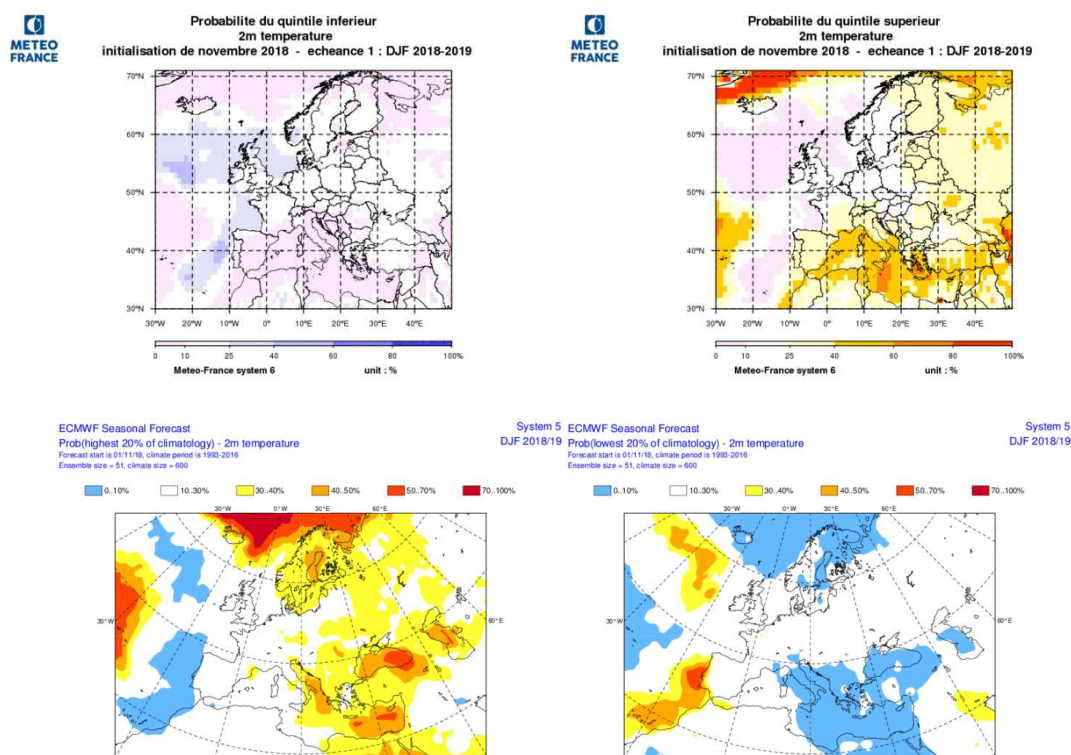 METEO
FRANCE
Probabilite du quintile inferieur
2m temperature
initialisation de novembre 2018 - echeance 1 : DJF 2018-2019
70°N
60°N
50°N
40°N
30°N
30°W 20°W 10°W 0° 10°E 20°E 30°E 40°E
0 10 25 40 60 80 100%
Meteo-France system 6 unit : %
METEO
FRANCE
Probabilite du quintile superieur
2m temperature
initialisation de novembre 2018 - echeance 1 : DJF 2018-2019
70°N
60°N
50°N
40°N
30°N
30°W 20°W 10°W 0° 10°E 20°E 30°E 40°E
0 10 25 40 60 80 100%
Meteo-France system 6 unit : %
ECMWF Seasonal Forecast System 5
Prob(highest 20% of climatology) - 2m temperature DJF 2018/19
Forecast start is 01/11/18, climate period is 1993-2016
Ensemble size = 51, climate size = 600
0..10% 10..30% 30..40% 40..50% 50..70% 70..100%
30°W 0°E 30°E 60°E
30°W 60°E
ECMWF Seasonal Forecast System 5
Prob(lowest 20% of climatology) - 2m temperature DJF 2018/19
Forecast start is 01/11/18, climate period is 1993-2016
Ensemble size = 51, climate size = 600
0..10% 10..30% 30..40% 40..50% 50..70% 70..100%
30°W 0°E 30°E 60°E
30°W 60°E